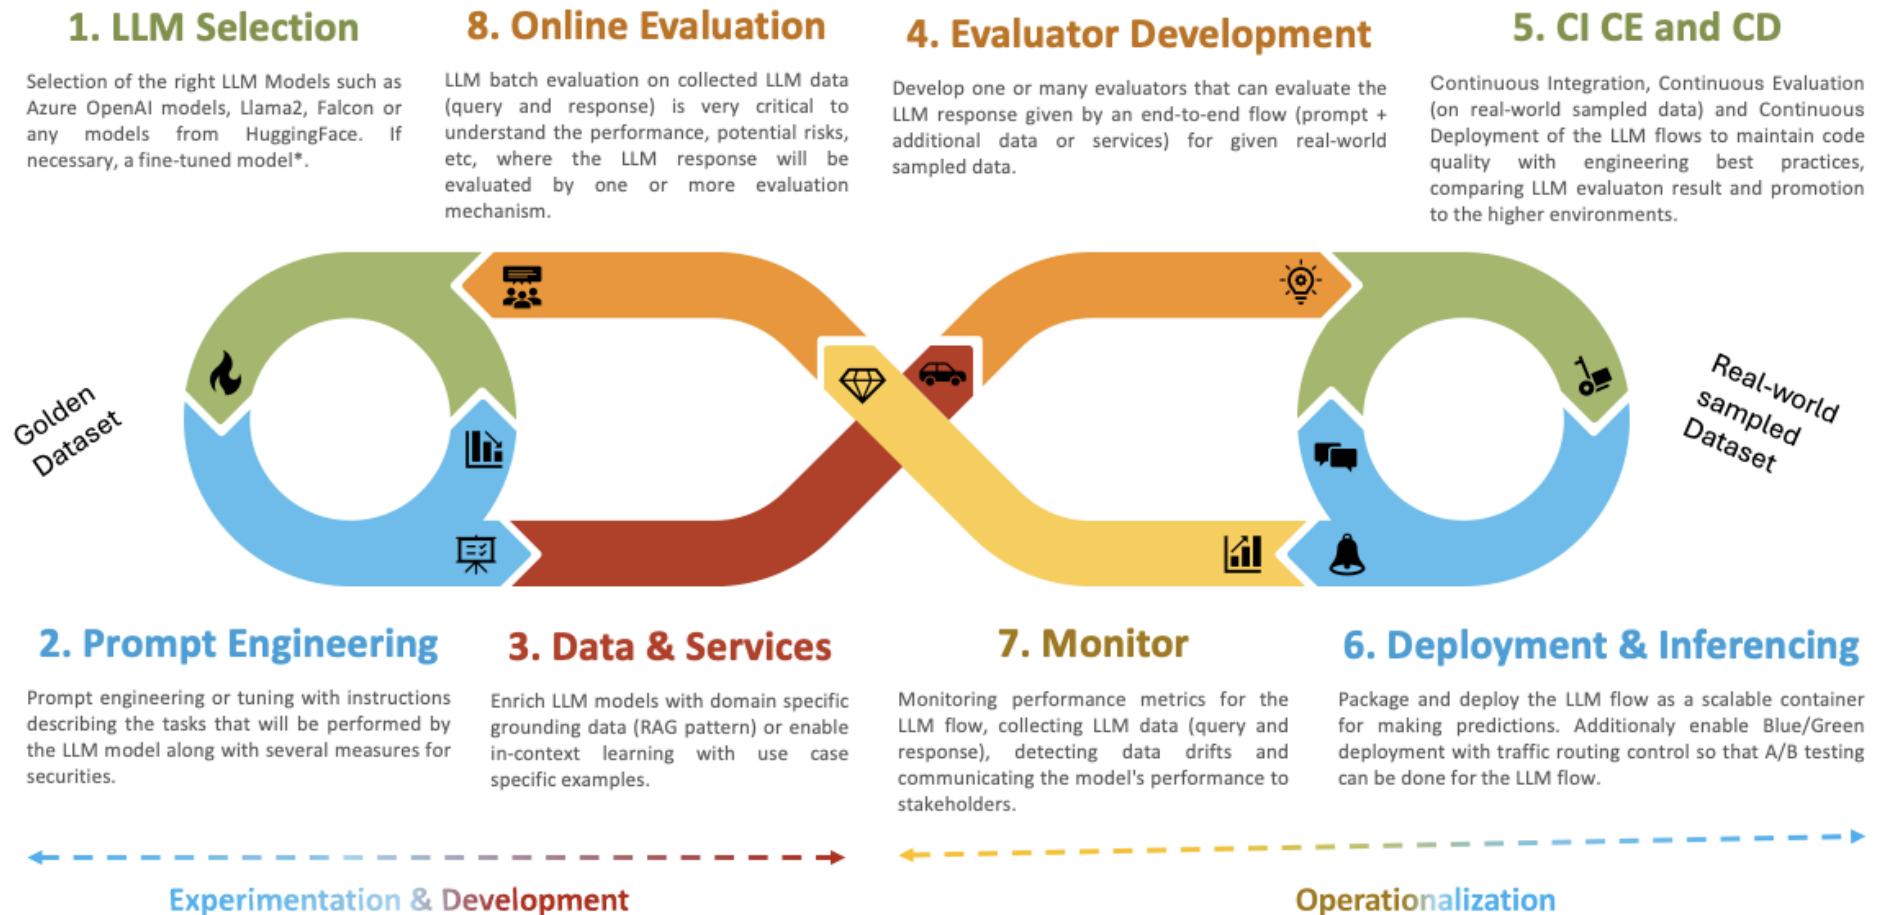 1. LLM Selection
Selection of the right LLM Models such as
Azure OpenAI models, Llama2, Falcon or
any models from HuggingFace. If
necessary, a fine-tuned model*.
8. Online Evaluation
LLM batch evaluation on collected LLM data
(query and response) is very critical to
understand the performance, potential risks,
etc, where the LLM response will be
evaluated by one or more evaluation
mechanism.
4. Evaluator Development
Develop one or many evaluators that can evaluate the
LLM response given by an end-to-end flow (prompt +
additional data or services) for given real-world
sampled data.
5. CI CE and CD
Continuous Integration, Continuous Evaluation
(on real-world sampled data) and Continuous
Deployment of the LLM flows to maintain code
quality with engineering best practices,
comparing LLM evaluaton result and promotion
to the higher environments.
Golden
Dataset
Real-world
sampled
Dataset
2. Prompt Engineering
Prompt engineering or tuning with instructions
describing the tasks that will be performed by
the LLM model along with several measures for
securities.
3. Data & Services
Enrich LLM models with domain specific
grounding data (RAG pattern) or enable
in-context learning with use case
specific examples.
7. Monitor
Monitoring performance metrics for the
LLM flow, collecting LLM data (query and
response), detecting data drifts and
communicating the model's performance to
stakeholders.
6. Deployment & Inferencing
Package and deploy the LLM flow as a scalable container
for making predictions. Additionaly enable Blue/Green
deployment with traffic routing control so that A/B testing
can be done for the LLM flow.
Experimentation & Development
Operationalization